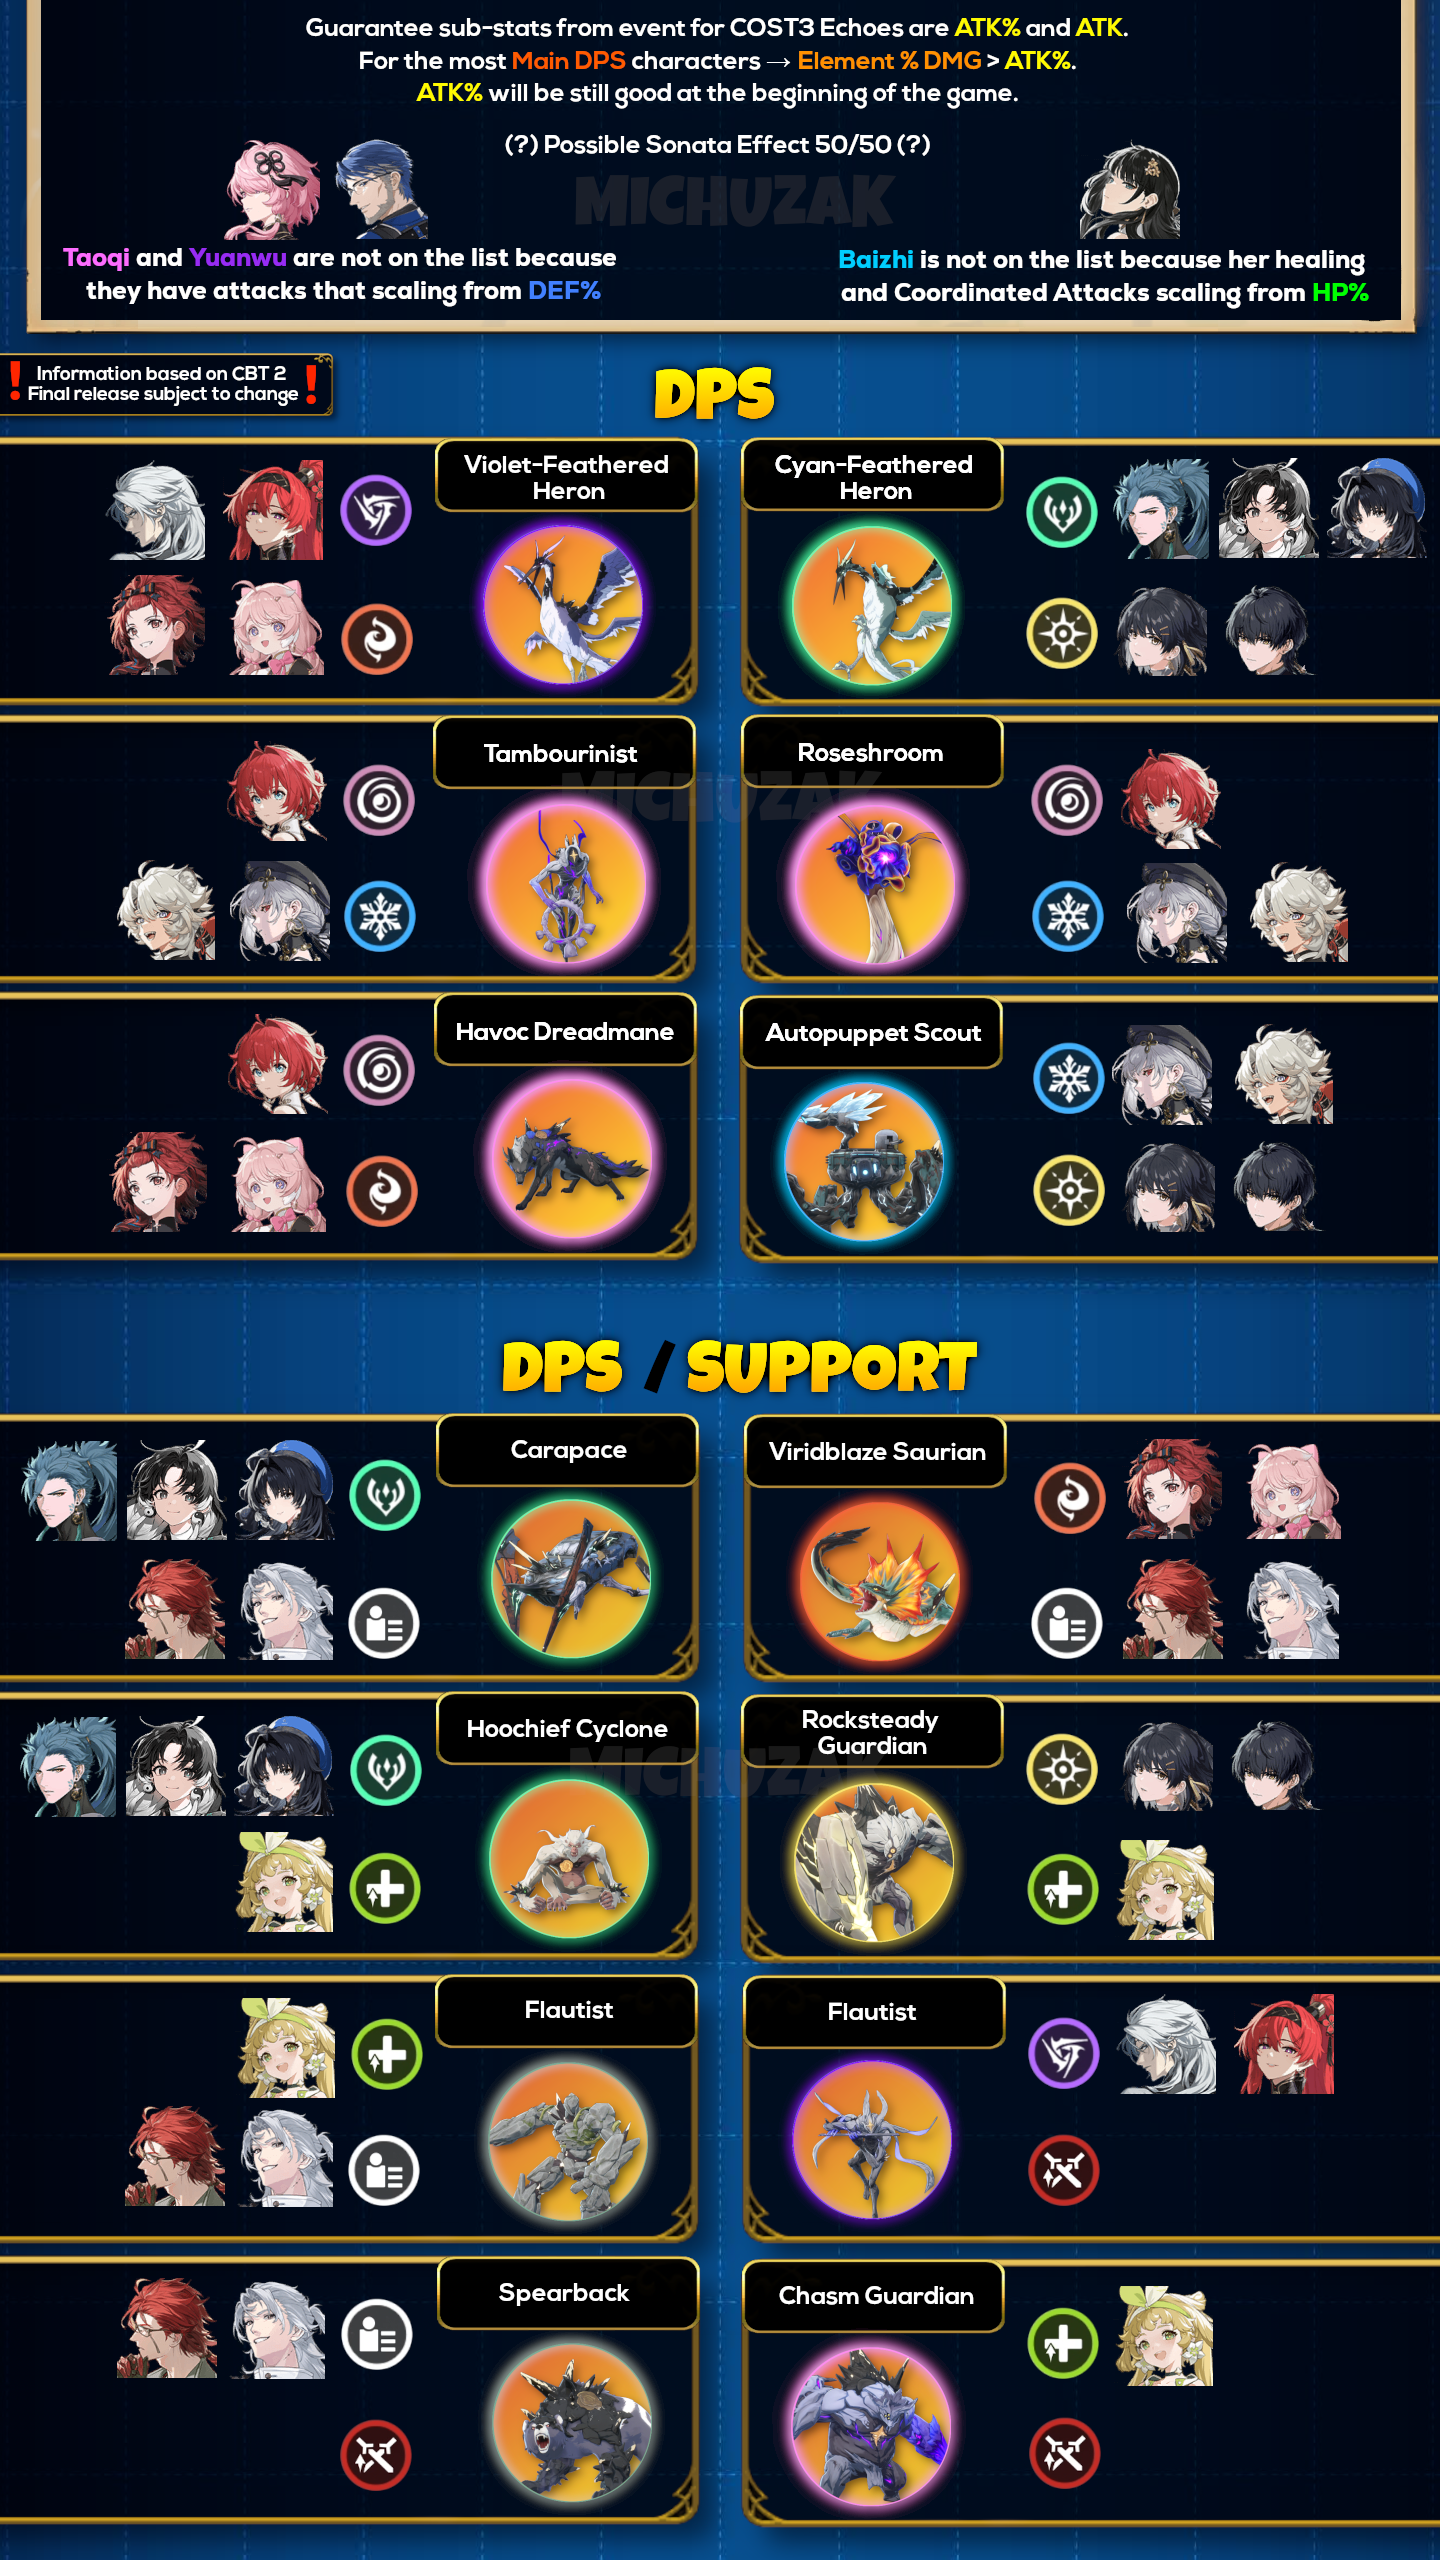 Guarantee sub-stats from event for COST3 Echoes are ATK% and ATK.
For the most Main DPS characters → Element % DMG > ATK%.
ATK% will be still good at the beginning of the game.
(?) Possible Sonata Effect 50/50 (?)
MICHUZAK
Taoqi and Yuanwu are not on the list because
they have attacks that scaling from DEF%
Baizhi is not on the list because her healing
and Coordinated Attacks scaling from HP%
! Information based on CBT 2
Final release subject to change !
DPS
Violet-Feathered
Heron
Cyan-Feathered
Heron
Tambourinist
Roseshroom
MICHUZAK
Havoc Dreadmane
Autopuppet Scout
DPS / SUPPORT
Carapace
Viridblaze Saurian
Hoochief Cyclone
Rocksteady
Guardian
MICHUZAK
Flautist
Flautist
Spearback
Chasm Guardian